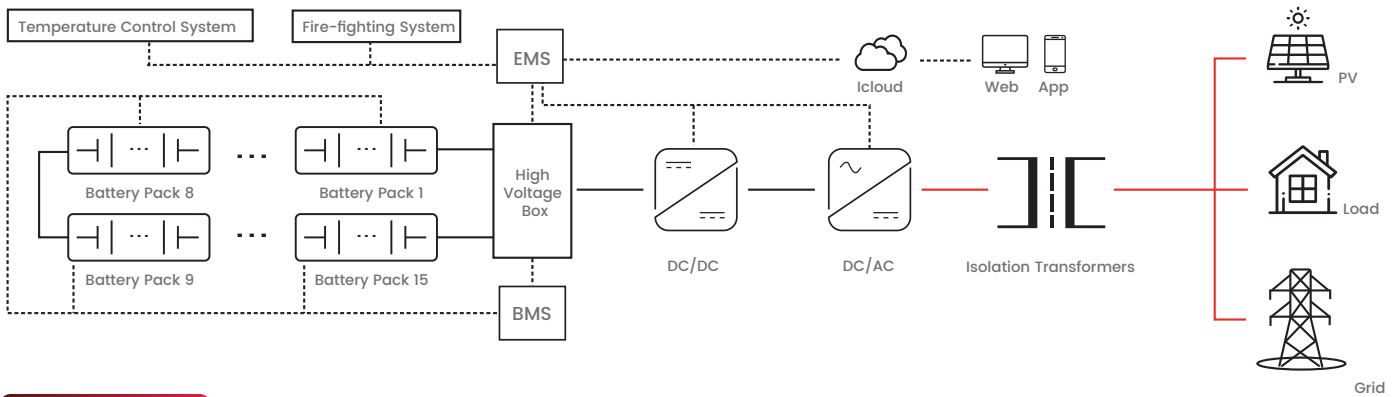 Temperature Control System
Fire-fighting System
EMS
Icloud
Web
App
PV
Battery Pack 8
Battery Pack 1
High
Voltage
Box
Load
Battery Pack 9
Battery Pack 15
DC/DC
DC/AC
Isolation Transformers
BMS
Grid